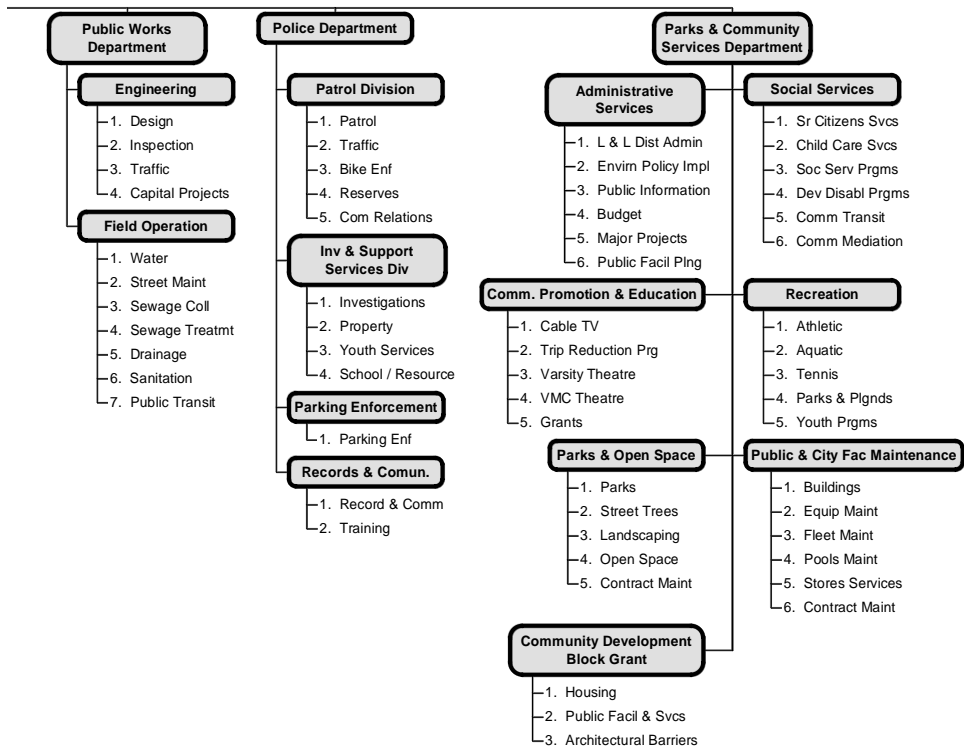 Public Works
Department
Engineering
1. Design
2. Inspection
3. Traffic
4. Capital Projects
Field Operation
1. Water
2. Street Maint
3. Sewage Coll
4. Sewage Treatmt
5. Drainage
6. Sanitation
7. Public Transit
Police Department
Patrol Division
1. Patrol
2. Traffic
3. Bike Enf
4. Reserves
5. Com Relations
Inv & Support
Services Div
1. Investigations
2. Property
3. Youth Services
4. School / Resource
Parking Enforcement
1. Parking Enf
Records & Comun.
1. Record & Comm
2. Training
Parks & Community
Services Department
Administrative
Services
1. L & L Dist Admin
2. Envirn Policy Impl
3. Public Information
4. Budget
5. Major Projects
6. Public Facil Plng
Social Services
1. Sr Citizens Svcs
2. Child Care Svcs
3. Soc Serv Prgms
4. Dev Disabl Prgms
5. Comm Transit
6. Comm Mediation
Comm. Promotion & Education
1. Cable TV
2. Trip Reduction Prg
3. Varsity Theatre
4. VMC Theatre
5. Grants
Recreation
1. Athletic
2. Aquatic
3. Tennis
4. Parks & Plgnds
5. Youth Prgms
Parks & Open Space
1. Parks
2. Street Trees
3. Landscaping
4. Open Space
5. Contract Maint
Public & City Fac Maintenance
1. Buildings
2. Equip Maint
3. Fleet Maint
4. Pools Maint
5. Stores Services
6. Contract Maint
Community Development
Block Grant
1. Housing
2. Public Facil & Svcs
3. Architectural Barriers